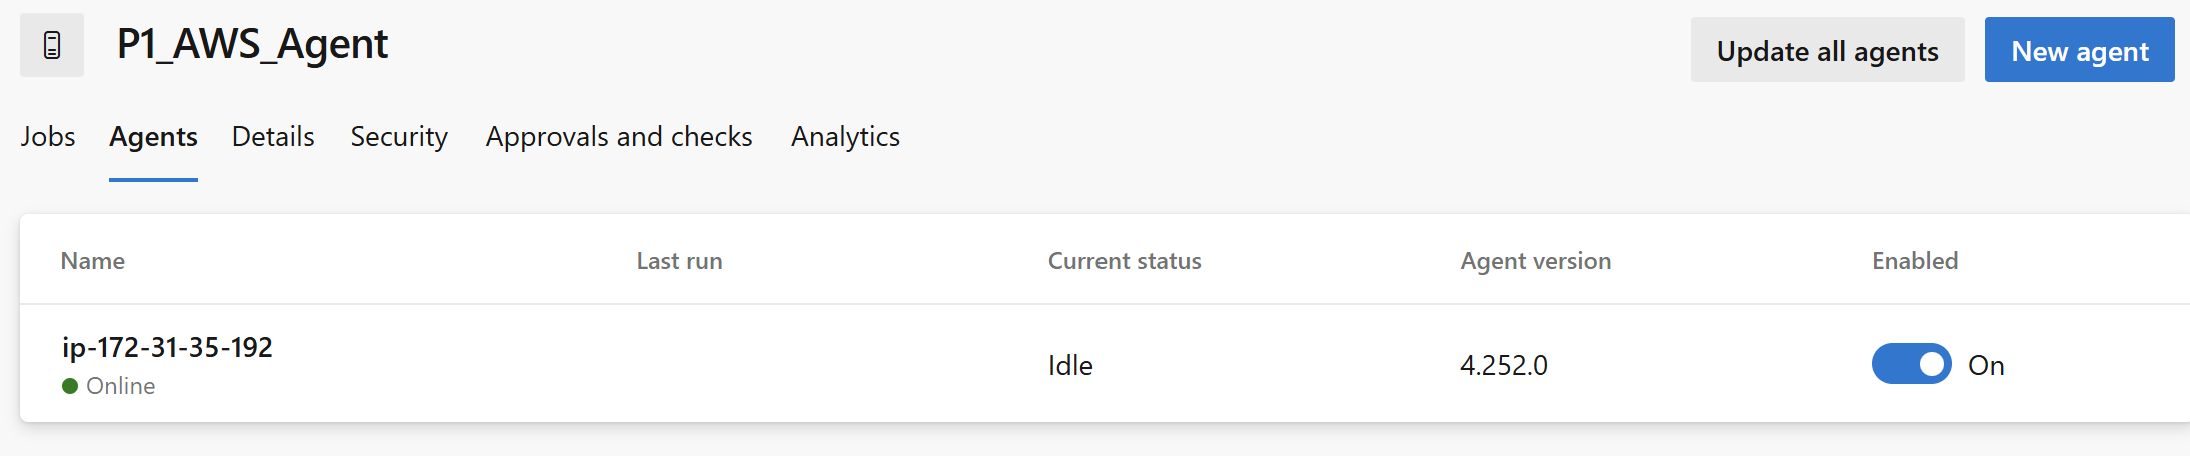 P1_AWS_Agent
Update all agents
New agent
Jobs Agents Details Security Approvals and checks Analytics
Name Last run Current status Agent version Enabled
ip-172-31-35-192
Online
Idle 4.252.0 On